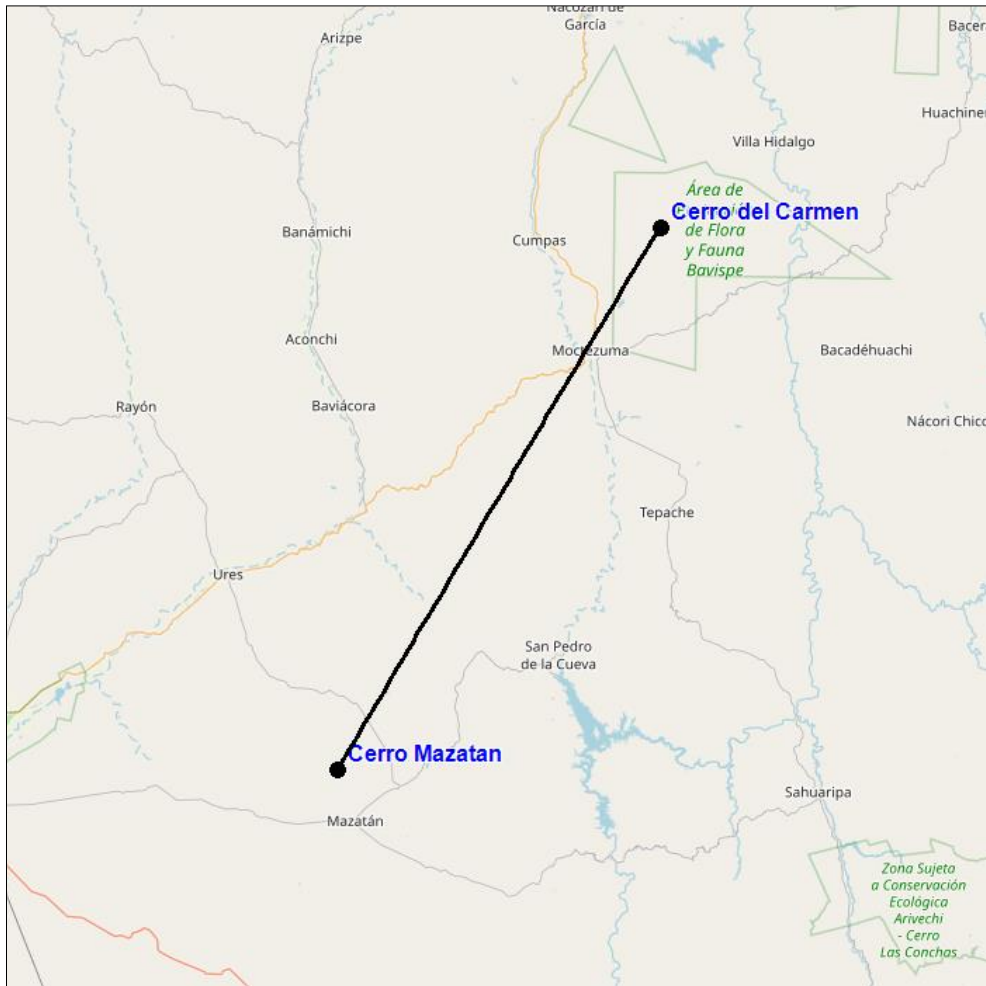 Nacozari de
García
Arizpe
Bacer
Huachiner
Villa Hidalgo
Área de
Cerro del Carmen
de Flora
y Fauna
Bavispe
Banámichi
Cumpas
Aconchi
Moctezuma
Bacadéhuachi
Rayón
Baviácora
Nácori Chico
Tepache
Ures
San Pedro
de la Cueva
Cerro Mazatan
Sahuaripa
Mazatán
Zona Sujeta
a Conservación
Ecológica
Arivechi
- Cerro
Las Conchas